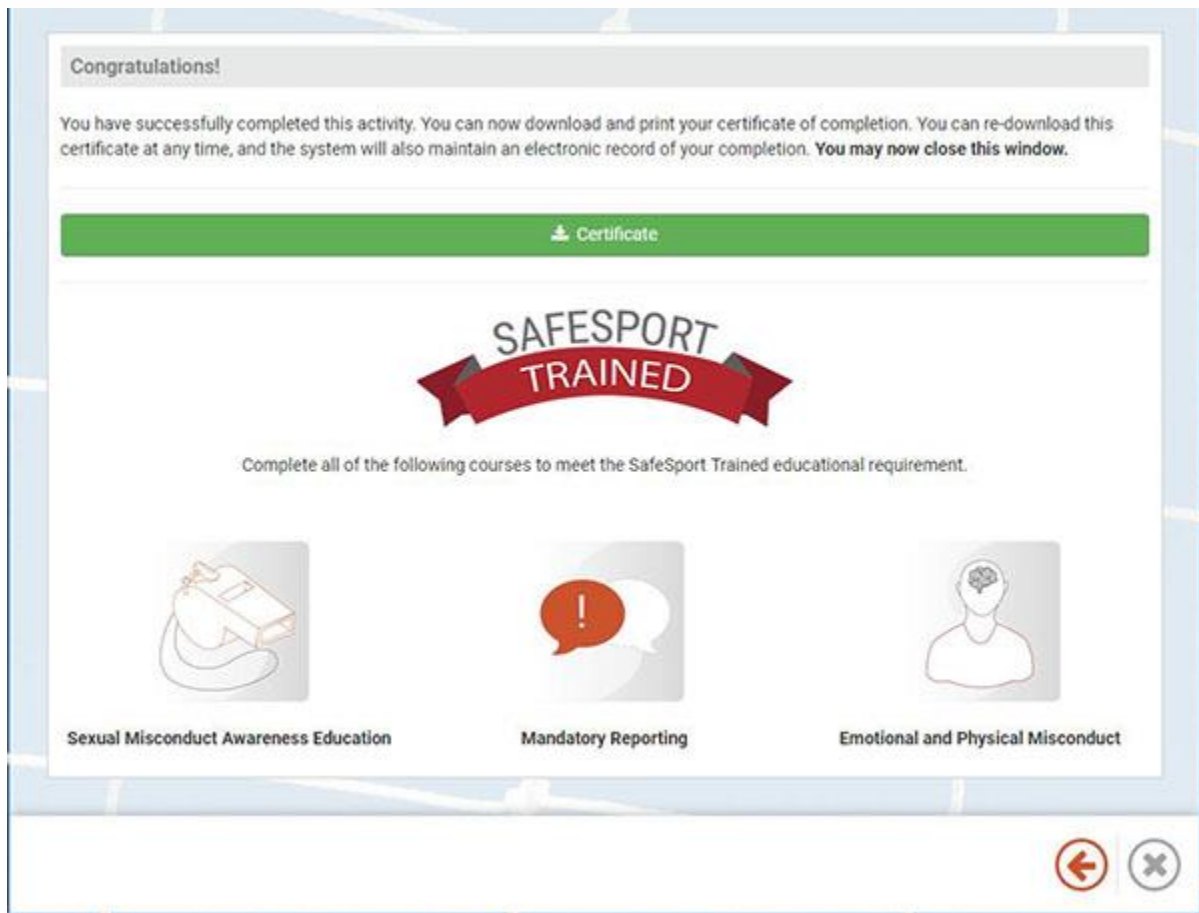 Congratulations!
You have successfully completed this activity. You can now download and print your certificate of completion. You can re-download this
certificate at any time, and the system will also maintain an electronic record of your completion. You may now close this window.
Certificate
SAFESPORT
TRAINED
Complete all of the following courses to meet the SafeSport Trained educational requirement.
!
Sexual Misconduct Awareness Education
Mandatory Reporting
Emotional and Physical Misconduct